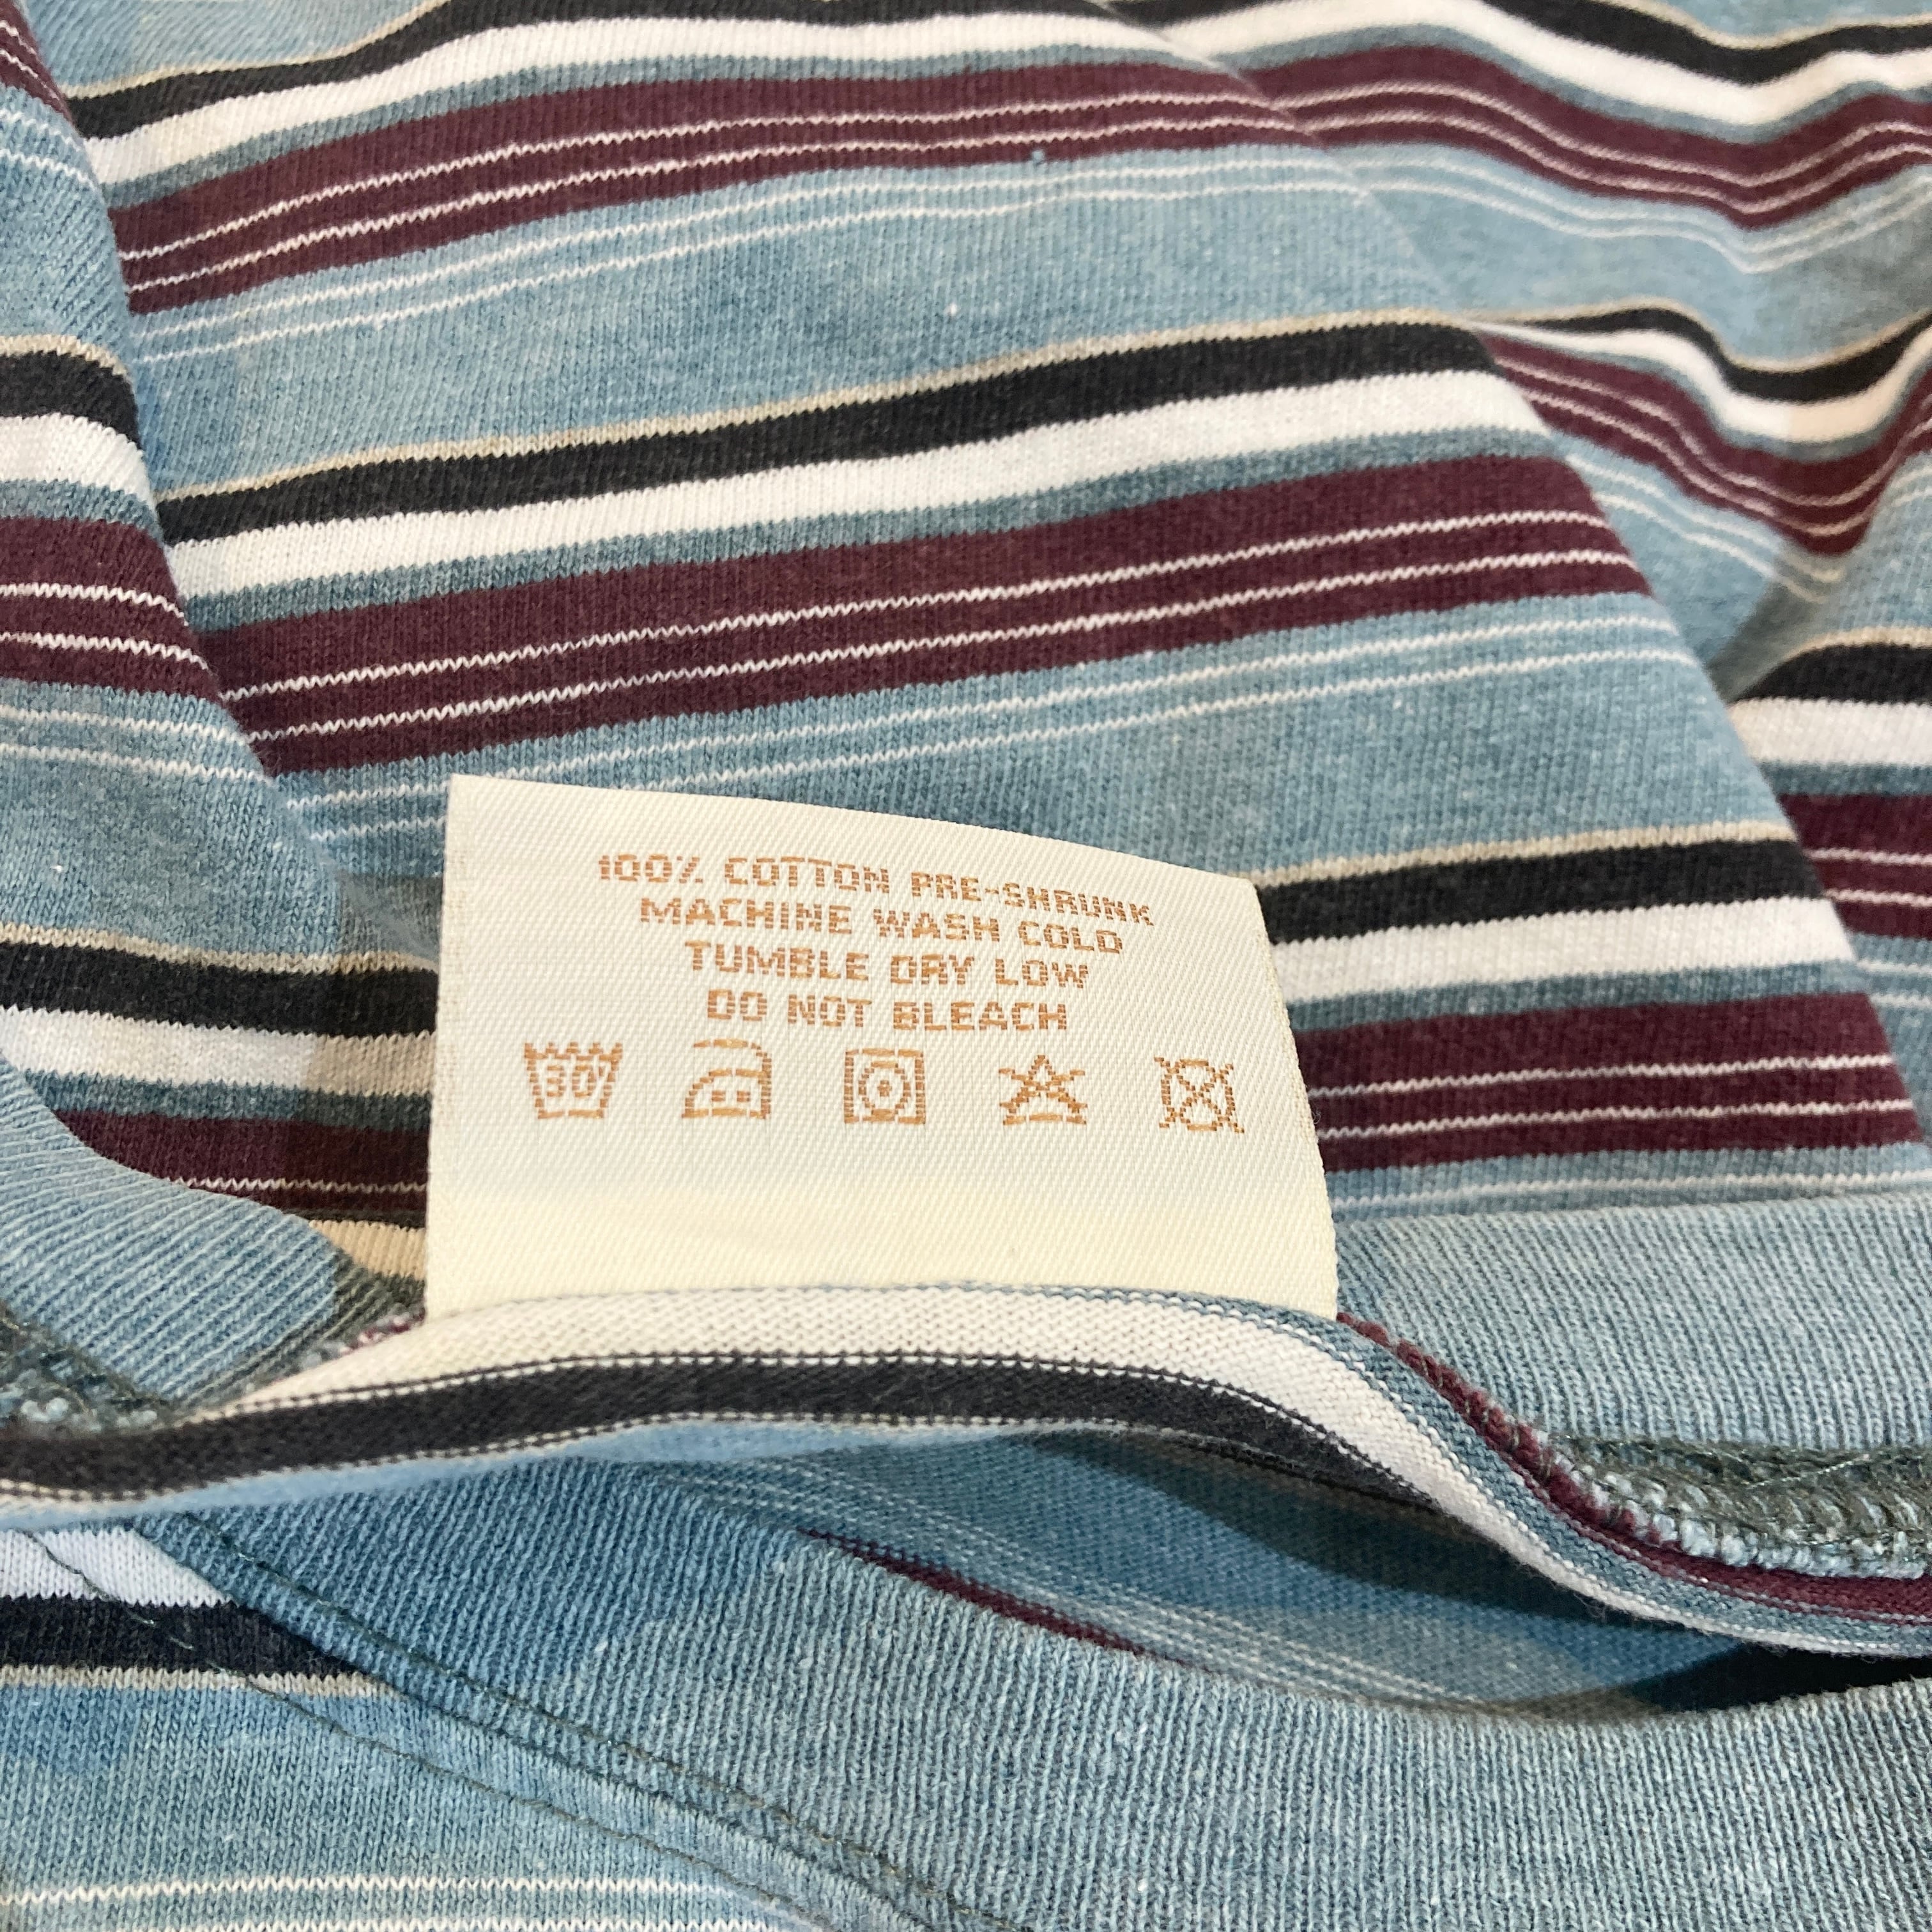 100% COTTON PRE-SHRUNK
MACHINE WASH COLD
TUMBLE DRY LOW
DO NOT BLEACH
30°